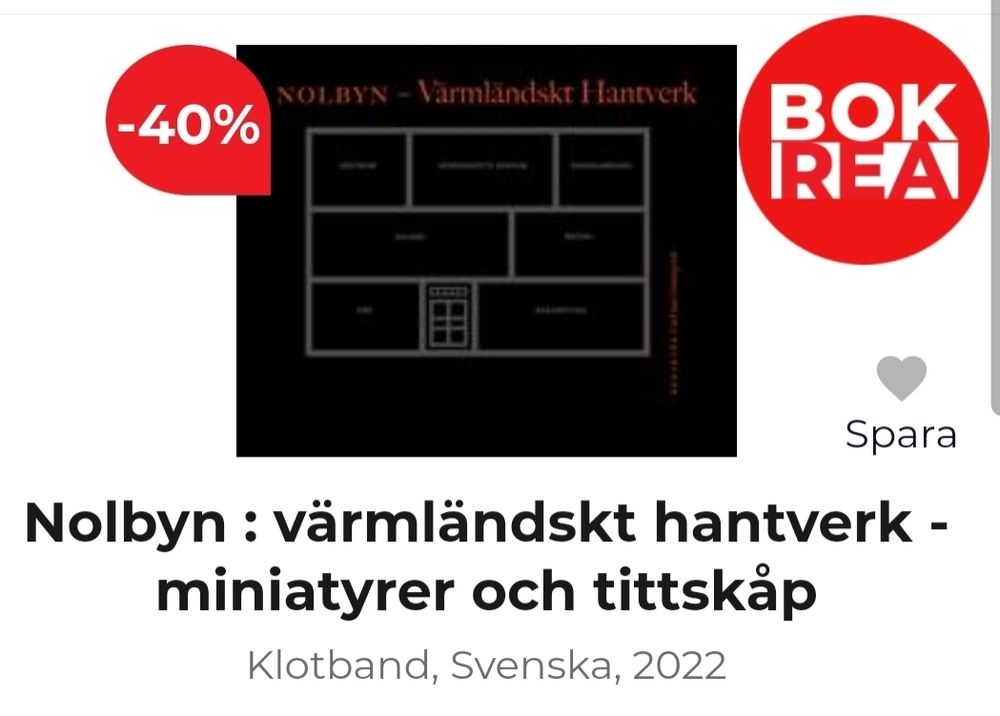 -40%
NOLBYN – Värmländskt Hantverk
BOK
REA
Spara
Nolbyn : värmländskt hantverk -
miniatyrer och tittskåp
Klotband, Svenska, 2022